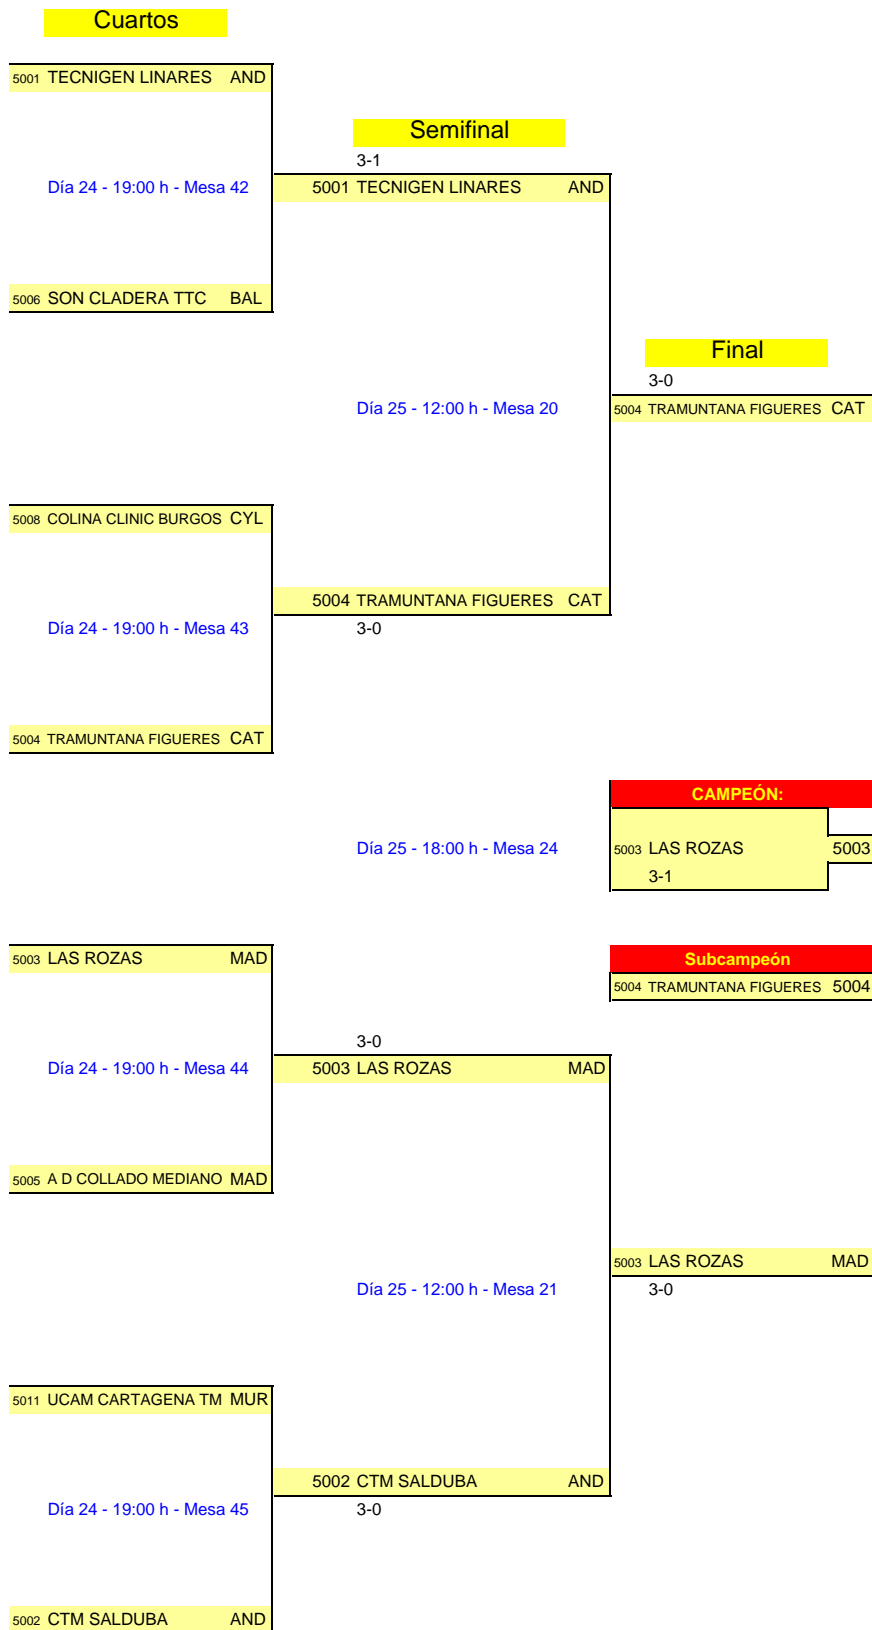 Cuartos
5001 TECNIGEN LINARES AND
Semifinal
3-1
Día 24 - 19:00 h - Mesa 42
5001 TECNIGEN LINARES AND
5006 SON CLADERA TTC BAL
Final
3-0
Día 25 - 12:00 h - Mesa 20
5004 TRAMUNTANA FIGUERES CAT
5008 COLINA CLINIC BURGOS CYL
5004 TRAMUNTANA FIGUERES CAT
Día 24 - 19:00 h - Mesa 43
3-0
5004 TRAMUNTANA FIGUERES CAT
CAMPEÓN:
Día 25 - 18:00 h - Mesa 24
5003 LAS ROZAS 5003
3-1
5003 LAS ROZAS MAD
Subcampeón
5004 TRAMUNTANA FIGUERES 5004
3-0
Día 24 - 19:00 h - Mesa 44
5003 LAS ROZAS MAD
5005 A D COLLADO MEDIANO MAD
5003 LAS ROZAS MAD
Día 25 - 12:00 h - Mesa 21
3-0
5011 UCAM CARTAGENA TM MUR
5002 CTM SALDUBA AND
Día 24 - 19:00 h - Mesa 45
3-0
5002 CTM SALDUBA AND